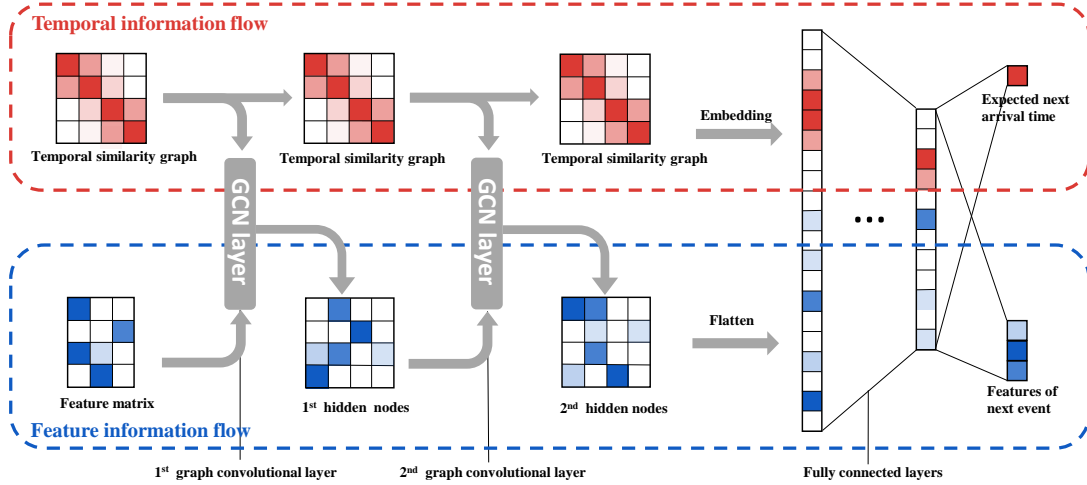 Temporal information flow
Temporal similarity graph
Temporal similarity graph
Temporal similarity graph
Embedding
Expected next
arrival time
GCN layer
GCN layer
...
Feature matrix
1st hidden nodes
2nd hidden nodes
Flatten
Features of
next event
Feature information flow
1st graph convolutional layer
2nd graph convolutional layer
Fully connected layers